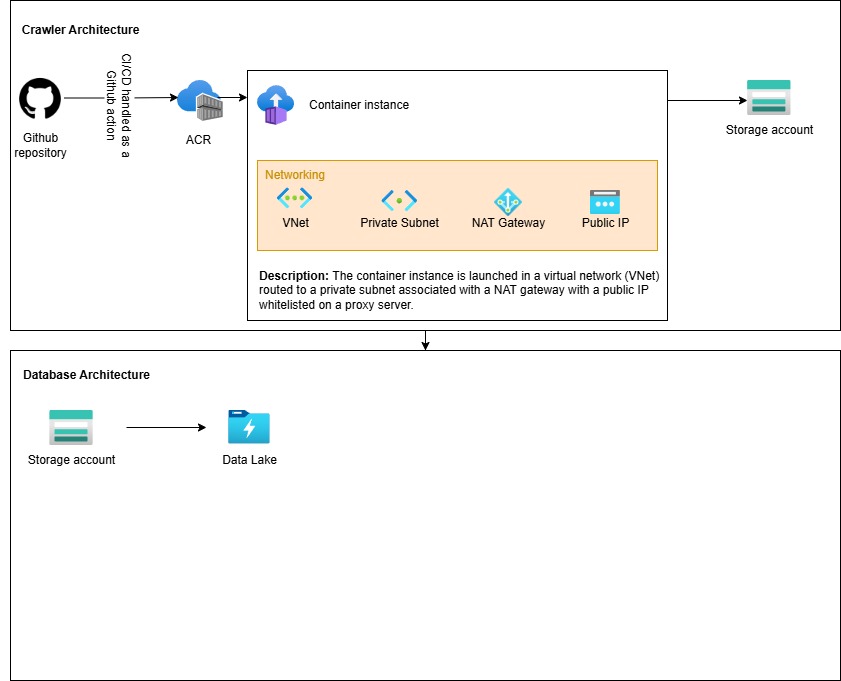 Crawler Architecture
CI/CD handled as a
Github action
Github
repository
ACR
Container instance
Storage account
Networking
VNet
Private Subnet
NAT Gateway
Public IP
Description: The container instance is launched in a virtual network (VNet)
routed to a private subnet associated with a NAT gateway with a public IP
whitelisted on a proxy server.
Database Architecture
Storage account
Data Lake